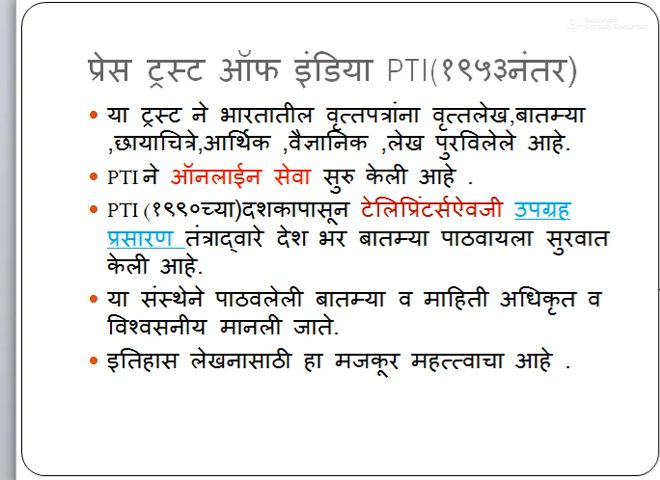 प्रेस ट्रस्ट ऑफ इंडिया PTI(१९५३नंतर)
• या ट्रस्ट ने भारतातील वृत्तपत्रांना वृत्तलेख,बातम्या
,छायाचित्रे,आर्थिक ,वैज्ञानिक ,लेख पुरविलेले आहे.
• PTI ने ऑनलाईन सेवा सुरु केली आहे .
• PTI (१९९०च्या)दशकापासून टेलिप्रिंटर्सऐवजी उपग्रह
प्रसारण तंत्राद्वारे देश भर बातम्या पाठवायला सुरवात
केली आहे.
• या संस्थेने पाठवलेली बातम्या व माहिती अधिकृत व
विश्वसनीय मानली जाते.
• इतिहास लेखनासाठी हा मजकूर महत्त्वाचा आहे .